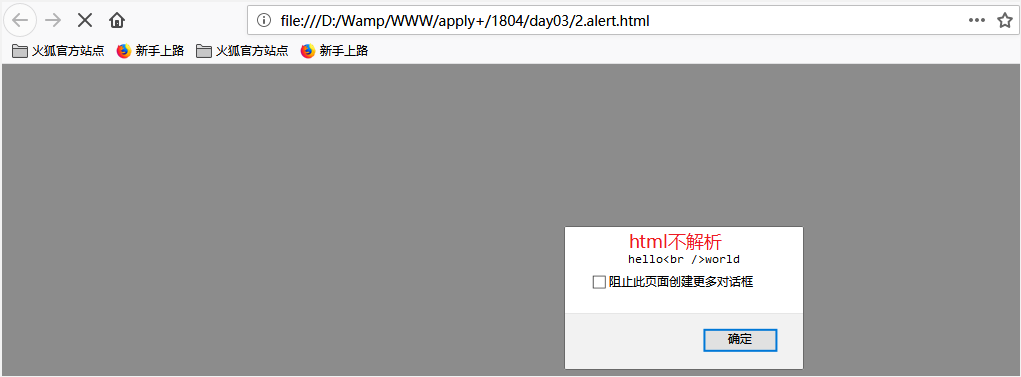 file:///D:/Wamp/WWW/apply+/1804/day03/2.alert.html
火狐官方站点 新手上路 火狐官方站点 新手上路
html不解析
hello<br />world
阻止此页面创建更多对话框
确定